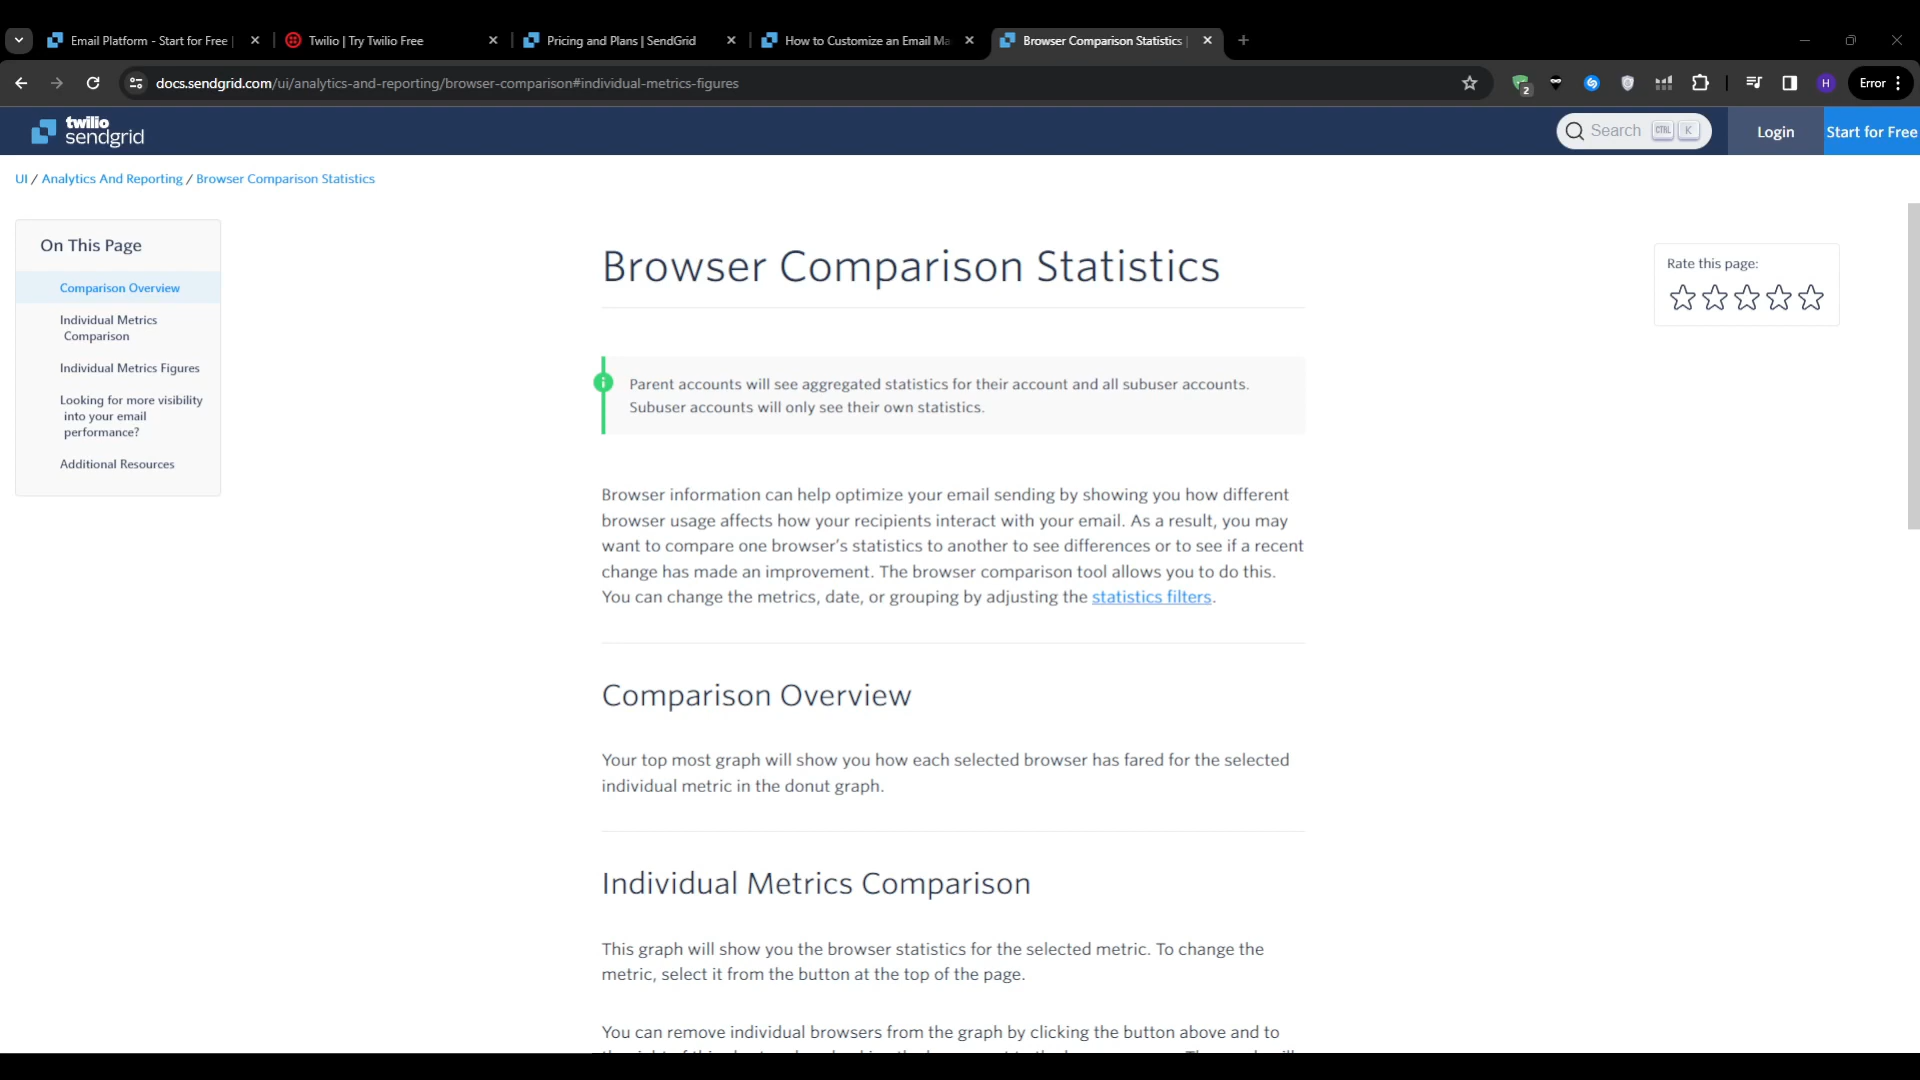 Email Platform - Start for Free |
Twilio | Try Twilio Free
Pricing and Plans | SendGrid
How to Customize an Email Ma
Browser Comparison Statistics |
docs.sendgrid.com/ui/analytics-and-reporting/browser-comparison#individual-metrics-figures
2
H
Error
twilio
sendgrid
Search CTRL K
Login
Start for Free
UI / Analytics And Reporting / Browser Comparison Statistics
On This Page
Comparison Overview
Individual Metrics
Comparison
Individual Metrics Figures
Looking for more visibility
into your email
performance?
Additional Resources
Browser Comparison Statistics
Rate this page:
Parent accounts will see aggregated statistics for their account and all subuser accounts.
Subuser accounts will only see their own statistics.
Browser information can help optimize your email sending by showing you how different
browser usage affects how your recipients interact with your email. As a result, you may
want to compare one browser’s statistics to another to see differences or to see if a recent
change has made an improvement. The browser comparison tool allows you to do this.
You can change the metrics, date, or grouping by adjusting the statistics filters.
Comparison Overview
Your top most graph will show you how each selected browser has fared for the selected
individual metric in the donut graph.
Individual Metrics Comparison
This graph will show you the browser statistics for the selected metric. To change the
metric, select it from the button at the top of the page.
You can remove individual browsers from the graph by clicking the button above and to